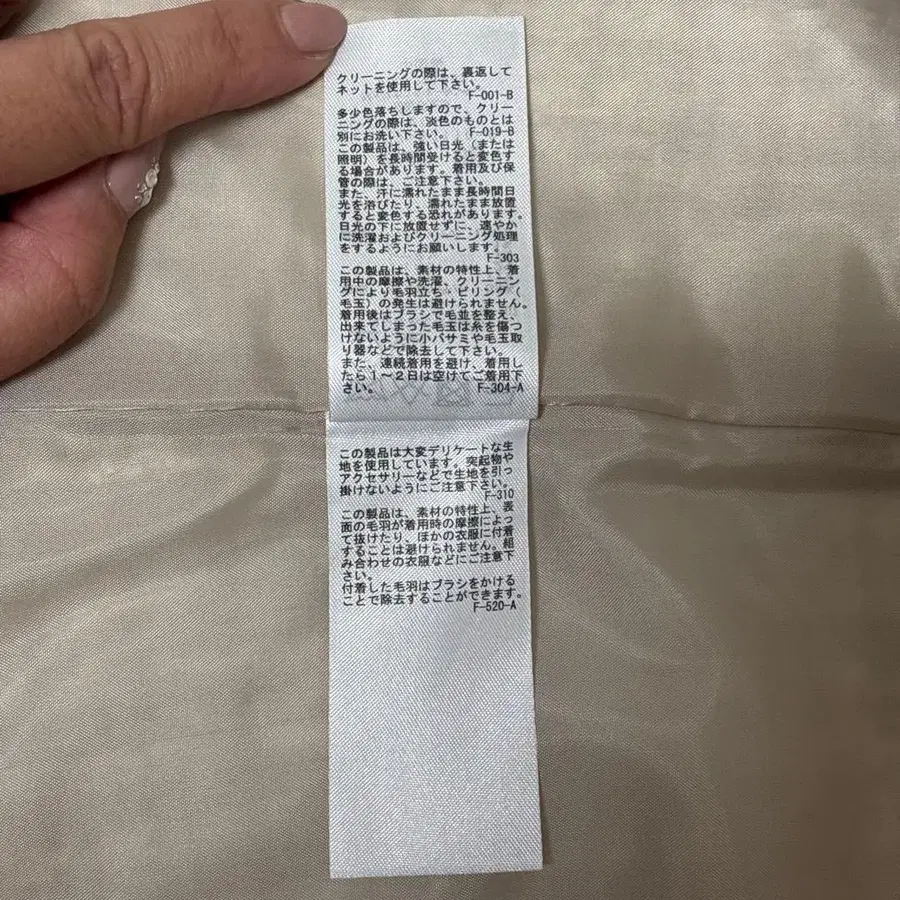 クリーニングの際は、裏返して
ネットを使用して下さい。
F-001-B
多少色落ちしますので、クリー
ニングの際は、淡色のものとは
別にお洗い下さい。 F-019-B
この製品は、強い日光（または
照明）を長時間受けると変色す
る場合があります。着用及び保
管の際は、ご注意下さい。
また、汗に濡れたまま長時間日
光を浴びたり、濡れたまま放置
すると変色する恐れがあります。
日光の下に放置せずに、速やか
に洗濯およびクリーニング処理
をするようにお願いします。
F-303
この製品は、素材の特性上、着
用中の摩擦や洗濯、クリーニン
グにより毛羽立ち・ピリング（
毛玉）の発生は避けられません。
着用後はブラシで毛並を整え、
出来てしまった毛玉は糸を傷つ
けないように小バサミや毛玉取
り器などで除去して下さい。
また、連続着用を避け、着用し
たら１～２日は空けてご着用下
さい。 F-304-A
この製品は大変デリケートな生
地を使用しています。突起物や
アクセサリーなどで生地を引っ
掛けないようにご注意下さい。
F-310
この製品は、素材の特性上、表
面の毛羽が着用時の摩擦によっ
て抜けたり、ほかの衣服に付着
することは避けられません。組
み合わせの衣服などにご注意下
さい。
付着した毛羽はブラシをかける
ことで除去することができます。
F-520-A